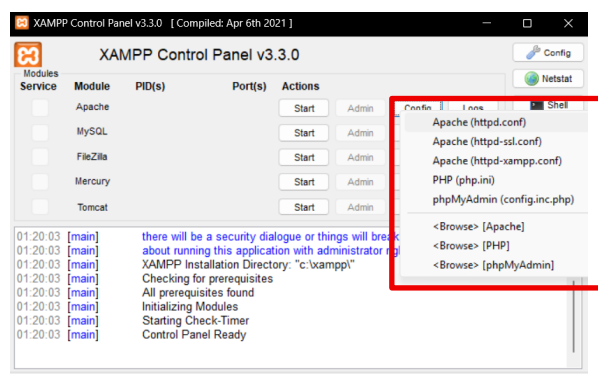 XAMPP Control Panel v3.3.0 [ Compiled: Apr 6th 2021 ]
XAMPP Control Panel v3.3.0
Config
Netstat
Shell
Modules
Service Module PID(s) Port(s) Actions
Apache Start Admin Config Logs
MySQL Start Admin
FileZilla Start Admin
Mercury Start Admin
Tomcat Start Admin
Apache (httpd.conf)
Apache (httpd-ssl.conf)
Apache (httpd-xampp.conf)
PHP (php.ini)
phpMyAdmin (config.inc.php)
<Browse> [Apache]
<Browse> [PHP]
<Browse> [phpMyAdmin]
01:20:03 [main] there will be a security dialogue or things will break
01:20:03 [main] about running this application with administrator
01:20:03 [main] XAMPP Installation Directory: "c:\xampp\"
01:20:03 [main] Checking for prerequisites
01:20:03 [main] All prerequisites found
01:20:03 [main] Initializing Modules
01:20:03 [main] Starting Check-Timer
01:20:03 [main] Control Panel Ready